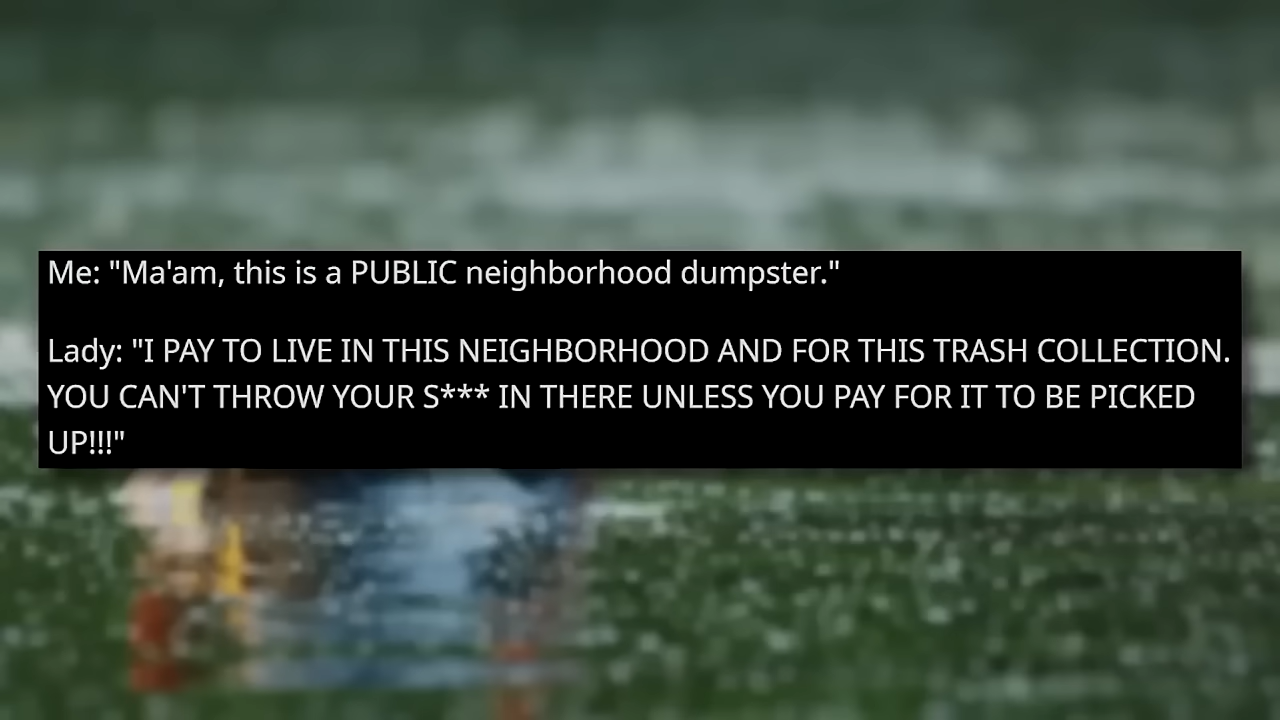 Me: "Ma'am, this is a PUBLIC neighborhood dumpster."
Lady: "I PAY TO LIVE IN THIS NEIGHBORHOOD AND FOR THIS TRASH COLLECTION.
YOU CAN'T THROW YOUR S*** IN THERE UNLESS YOU PAY FOR IT TO BE PICKED
UP!!!"